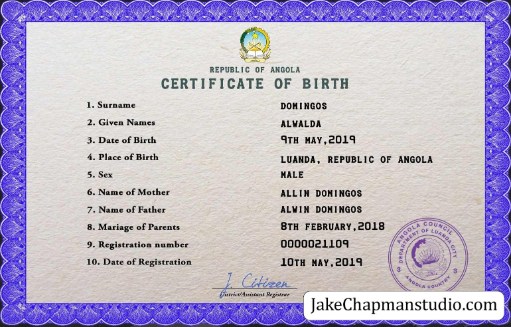 REPUBLIC OF ANGOLA
CERTIFICATE OF BIRTH
1. Surname DOMINGOS
2. Given Names ALWALDA
3. Date of Birth 9TH MAY,2019
4. Place of Birth LUANDA, REPUBLIC OF ANGOLA
5. Sex MALE
6. Name of Mother ALLIN DOMINGOS
7. Name of Father ALWIN DOMINGOS
8. Mariage of Parents 8TH FEBRUARY,2018
9. Registration number 0000021109
10. Date of Registration 10TH MAY,2019
ANGOLA COUNCIL
DEPARTMENT OF LUANDA CITY
ANGOLA COUNTRY
J. Citizen
District/Assistant Registrar
JakeChapmanstudio.com